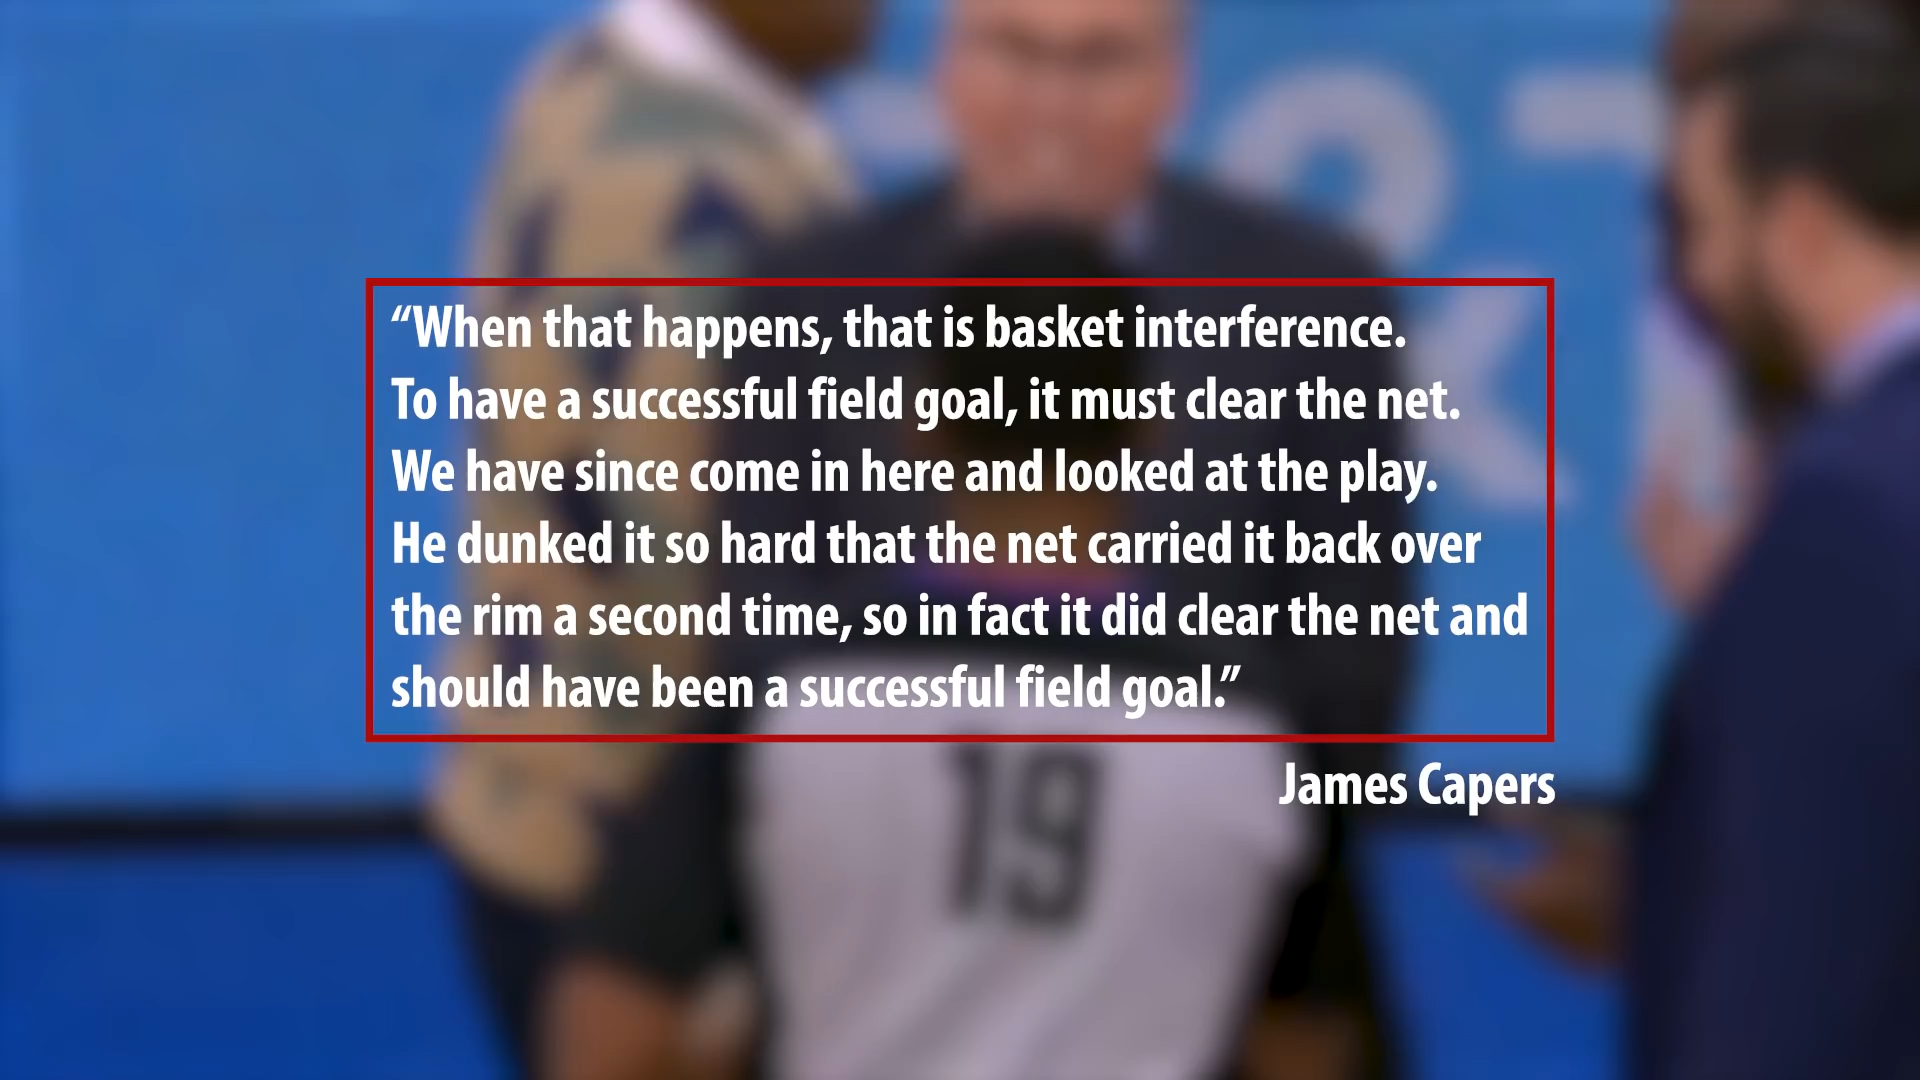 “When that happens, that is basket interference.
To have a successful field goal, it must clear the net.
We have since come in here and looked at the play.
He dunked it so hard that the net carried it back over
the rim a second time, so in fact it did clear the net and
should have been a successful field goal.”
James Capers
19